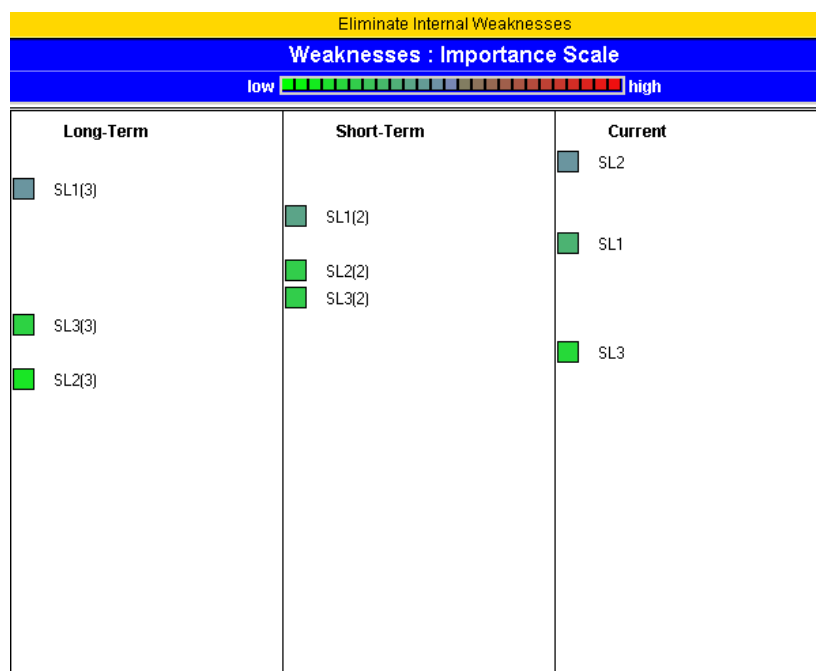 Eliminate Internal Weaknesses
Weaknesses : Importance Scale
low high
Long-Term
SL1(3)
SL3(3)
SL2(3)
Short-Term
SL1(2)
SL2(2)
SL3(2)
Current
SL2
SL1
SL3